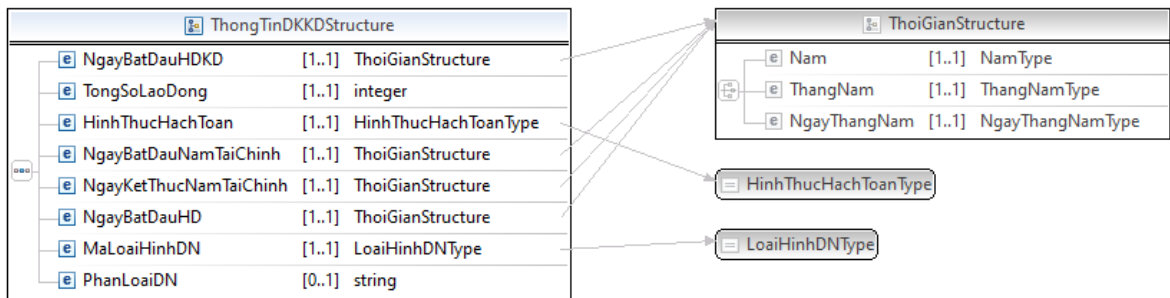 ThongTinDKKDStructure
NgayBatDauHDKD [1..1] ThoiGianStructure
TongSoLaoDong [1..1] integer
HinhThucHachToan [1..1] HinhThucHachToanType
NgayBatDauNamTaiChinh [1..1] ThoiGianStructure
NgayKetThucNamTaiChinh [1..1] ThoiGianStructure
NgayBatDauHD [1..1] ThoiGianStructure
MaLoaiHinhDN [1..1] LoaiHinhDNType
PhanLoaiDN [0..1] string
ThoiGianStructure
Nam [1..1] NamType
ThangNam [1..1] ThangNamType
NgayThangNam [1..1] NgayThangNamType
HinhThucHachToanType
LoaiHinhDNType